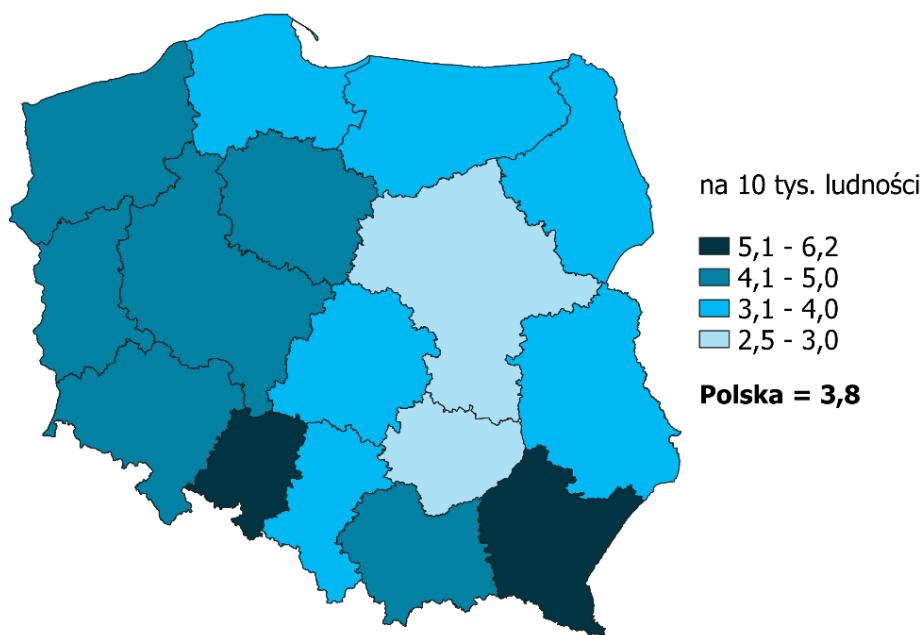 na 10 tys. ludności
5,1 - 6,2
4,1 - 5,0
3,1 - 4,0
2,5 - 3,0
Polska = 3,8